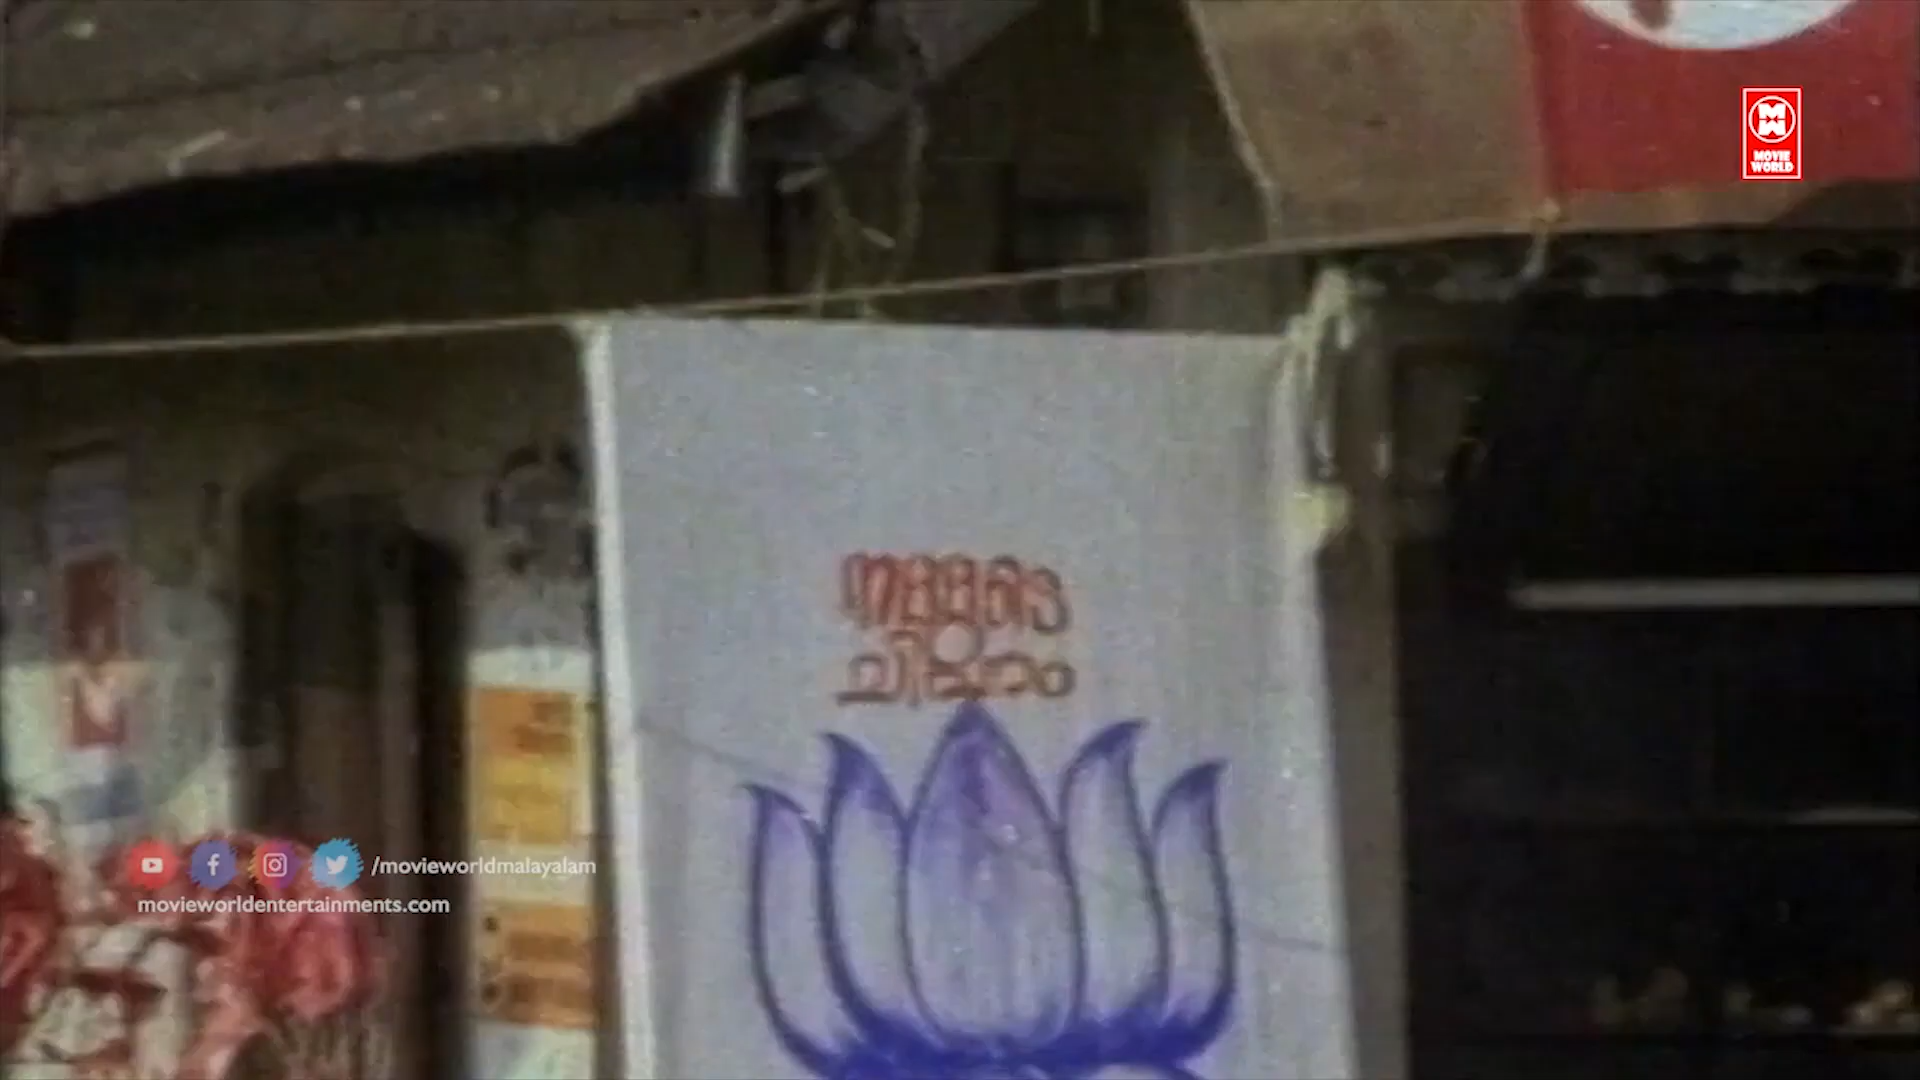 MOVIE
WORLD
നമ്മുടെ
ചിഹ്നം
/movieworldmalayalam
movieworldentertainments.com